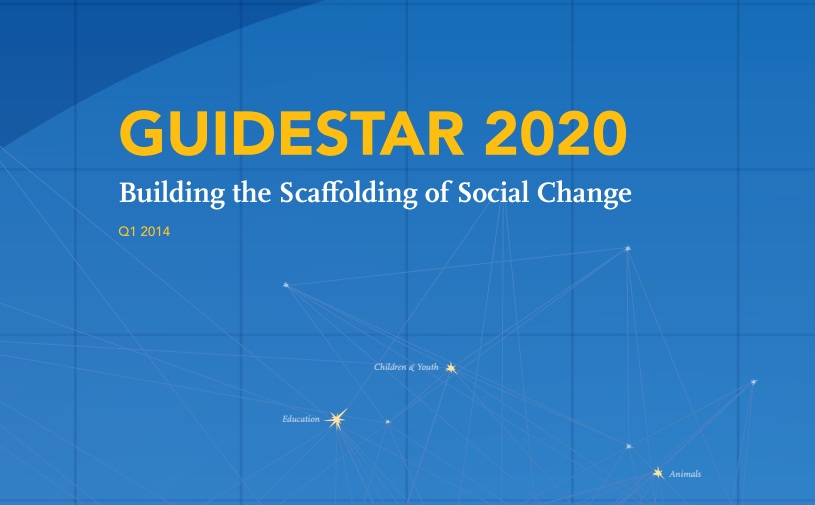 GUIDESTAR 2020
Building the Scaffolding of Social Change
Q1 2014
Children & Youth
Education
Animals